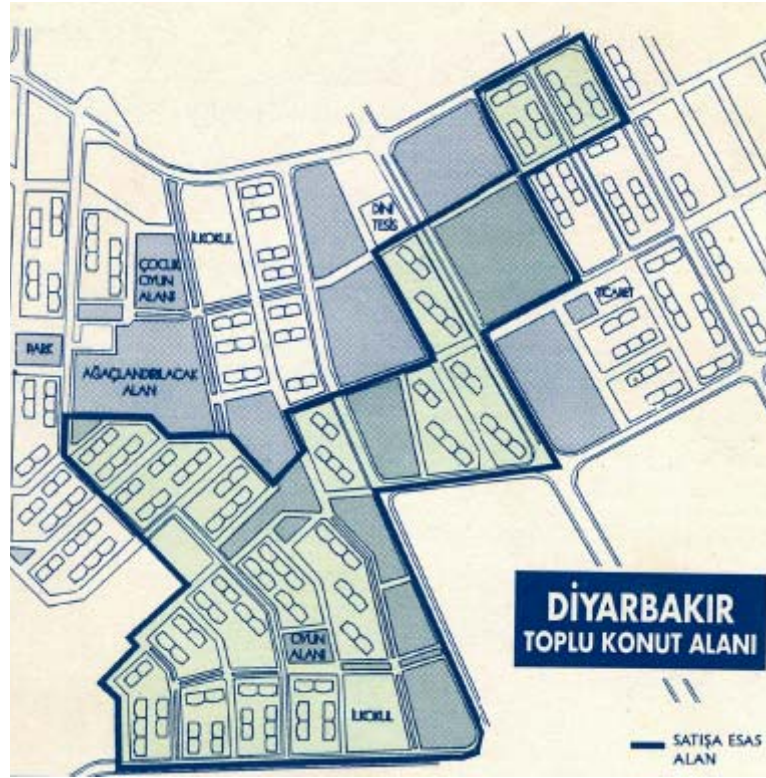 DİNİ
TESİS
İLKOKUL
ÇOCUK
OYUN
ALANI
TİCARET
PARK
AĞAÇLANDIRILACAK
ALAN
OYUN
ALANI
İLKOKUL
DİYARBAKIR
TOPLU KONUT ALANI
SATIŞA ESAS
ALAN